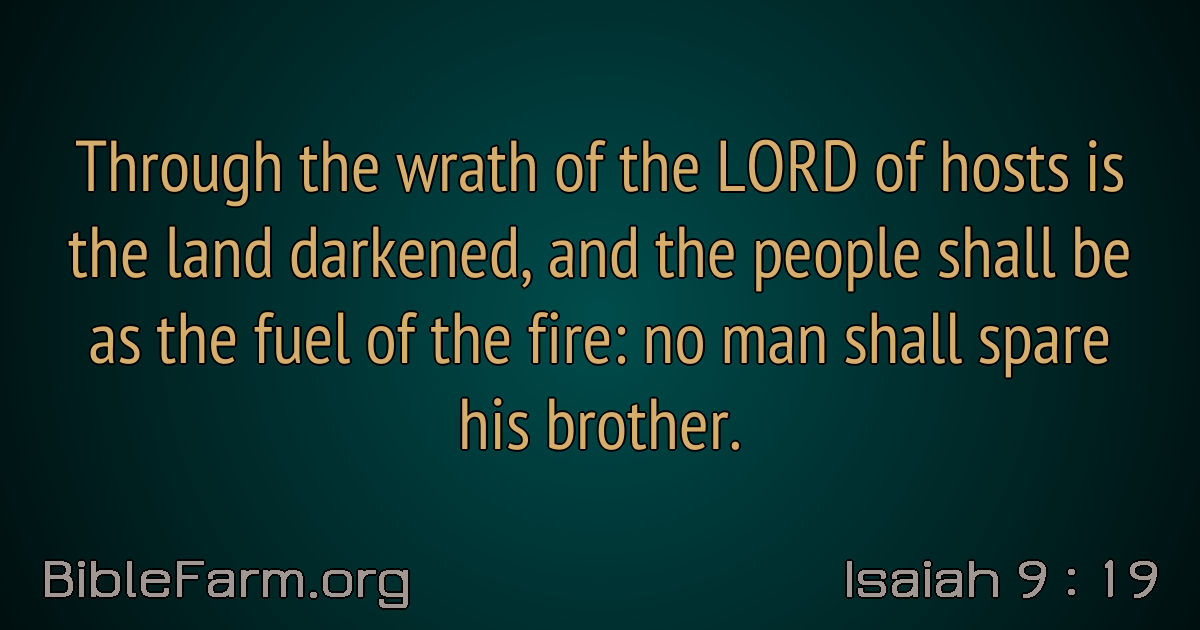 Through the wrath of the LORD of hosts is
the land darkened, and the people shall be
as the fuel of the fire: no man shall spare
his brother.
BibleFarm.org
Isaiah 9 : 19